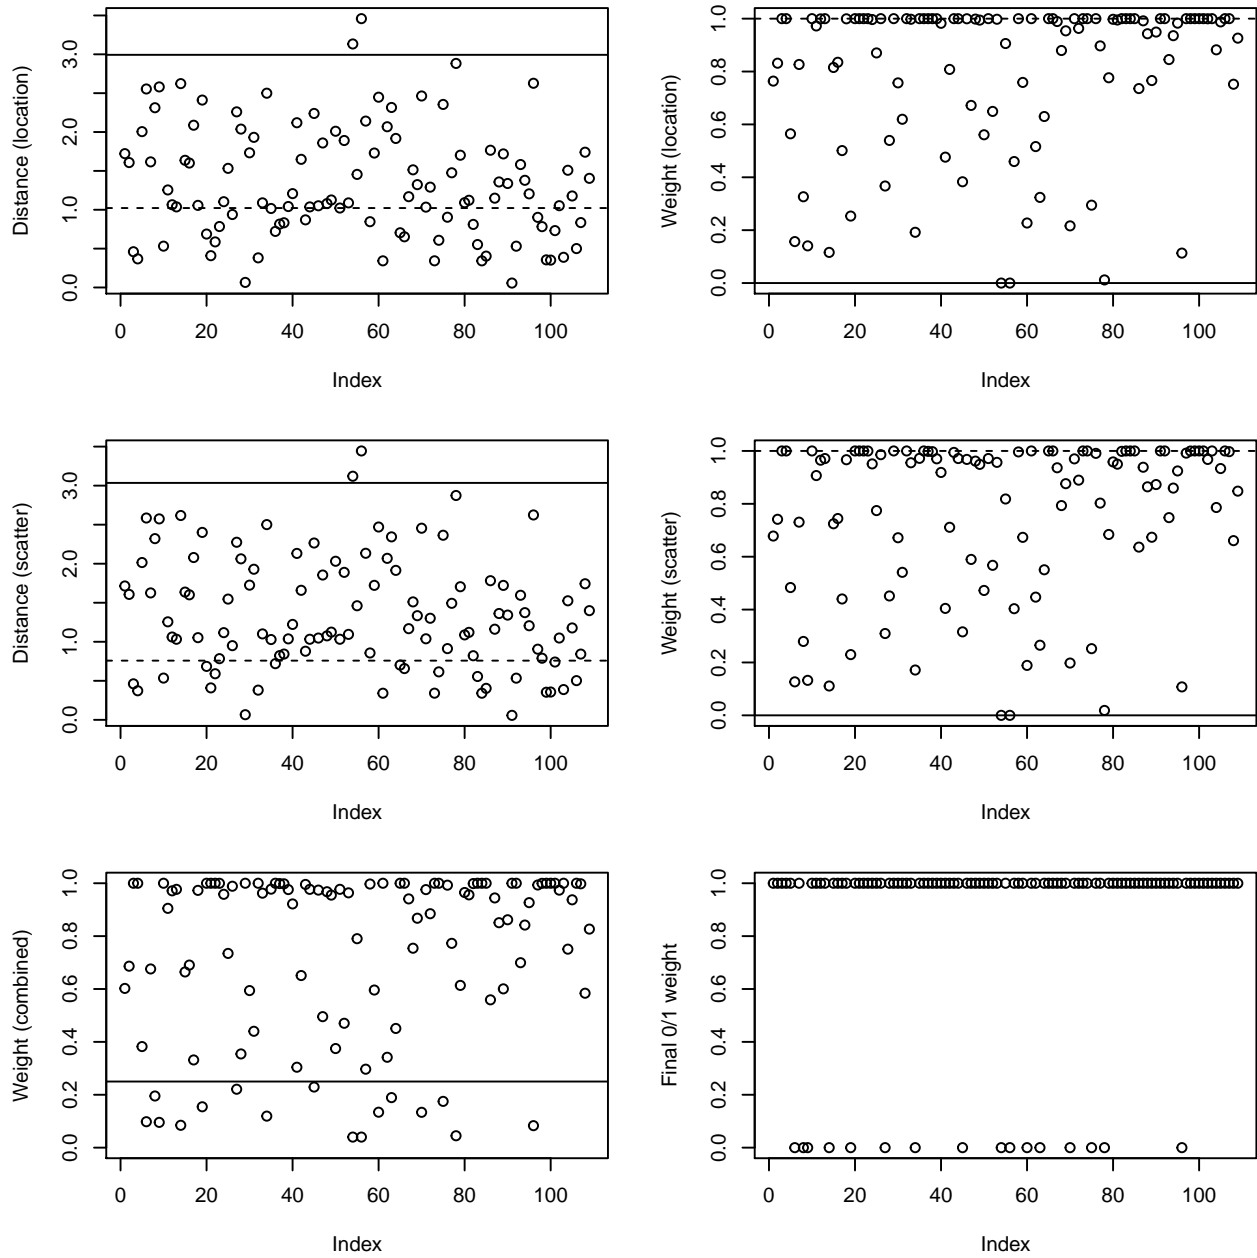 Distance (location)
0.0 1.0 2.0 3.0
0 20 40 60 80 100
Index
Weight (location)
0.0 0.2 0.4 0.6 0.8 1.0
0 20 40 60 80 100
Index
Distance (scatter)
0.0 1.0 2.0 3.0
0 20 40 60 80 100
Index
Weight (scatter)
0.0 0.2 0.4 0.6 0.8 1.0
0 20 40 60 80 100
Index
Weight (combined)
0.0 0.2 0.4 0.6 0.8 1.0
0 20 40 60 80 100
Index
Final 0/1 weight
0.0 0.2 0.4 0.6 0.8 1.0
0 20 40 60 80 100
Index